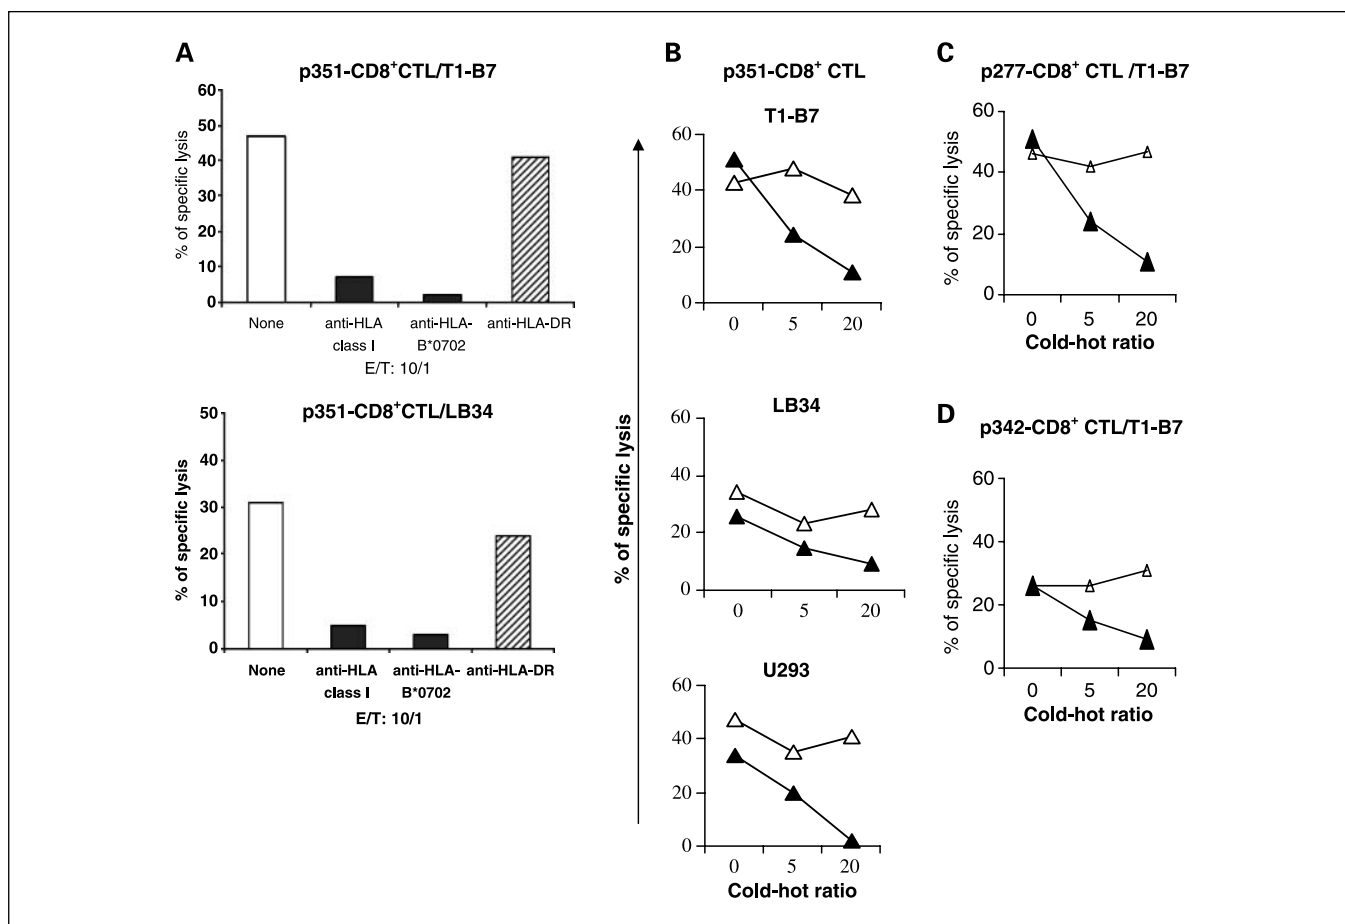 A
p351-CD8+CTL/T1-B7
% of specific lysis
60
50
40
30
20
10
0
None
anti-HLA class I
anti-HLA-B*0702
anti-HLA-DR
E/T: 10/1
p351-CD8+CTL/LB34
% of specific lysis
50
40
30
20
10
0
None
anti-HLA class I
anti-HLA-B*0702
anti-HLA-DR
E/T: 10/1
B
p351-CD8+ CTL
% of specific lysis
T1-B7
60
40
20
0
0 5 20
LB34
60
40
20
0
0 5 20
U293
60
40
20
0
0 5 20
Cold-hot ratio
C
p277-CD8+ CTL /T1-B7
% of specific lysis
60
40
20
0
0 5 20
Cold-hot ratio
D
p342-CD8+ CTL/T1-B7
% of specific lysis
60
40
20
0
0 5 20
Cold-hot ratio